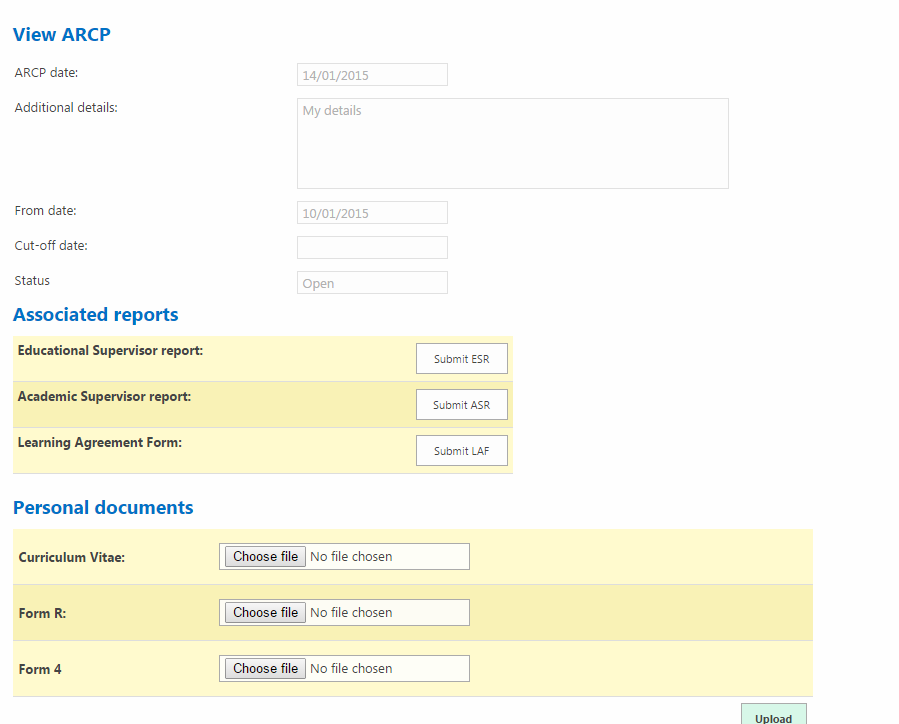 View ARCP
ARCP date: 14/01/2015
Additional details: My details
From date: 10/01/2015
Cut-off date:
Status Open
Associated reports
Educational Supervisor report: Submit ESR
Academic Supervisor report: Submit ASR
Learning Agreement Form: Submit LAF
Personal documents
Curriculum Vitae: Choose file No file chosen
Form R: Choose file No file chosen
Form 4 Choose file No file chosen
Upload